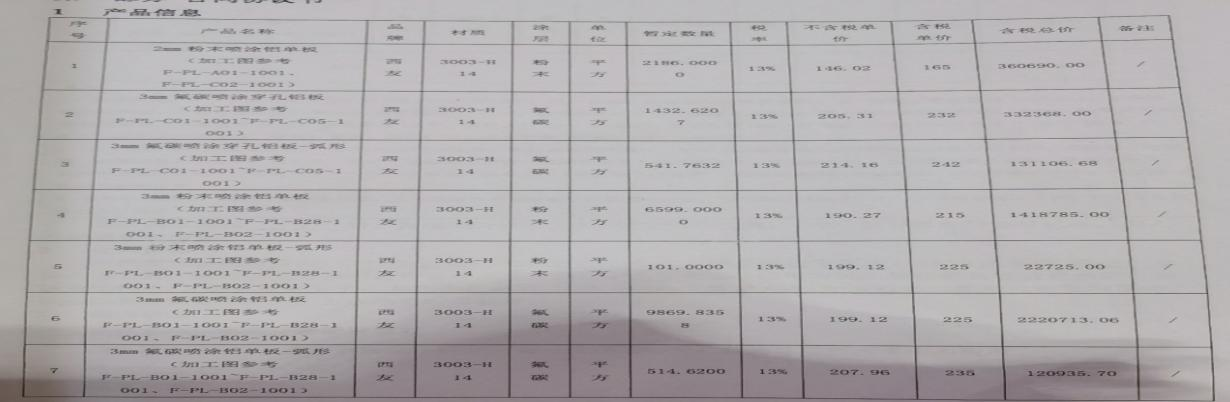 1 产品信息
序号 产品名称 品牌 材质 涂层 单位 暂定数量 税率 不含税单价 含税单价 含税总价 备注
1 2mm 粉末喷涂铝单板（加工图参考 F-PL-A01-1001、F-PL-C02-1001） 西友 3003-H14 粉末 平方 2186.0000 13% 146.02 165 360690.00 /
2 3mm 氟碳喷涂穿孔铝板（加工图参考 F-PL-C01-1001~F-PL-C05-1001） 西友 3003-H14 氟碳 平方 1432.6207 13% 205.31 232 332368.00 /
3 3mm 氟碳喷涂穿孔铝板-弧形（加工图参考 F-PL-C01-1001~F-PL-C05-1001） 西友 3003-H14 氟碳 平方 541.7632 13% 214.16 242 131106.68 /
4 3mm 粉末喷涂铝单板（加工图参考 F-PL-B01-1001~F-PL-B28-1001、F-PL-B02-1001） 西友 3003-H14 粉末 平方 6599.0000 13% 190.27 215 1418785.00 /
5 3mm 粉末喷涂铝单板-弧形（加工图参考 F-PL-B01-1001~F-PL-B28-1001、F-PL-B02-1001） 西友 3003-H14 粉末 平方 101.0000 13% 199.12 225 22725.00 /
6 3mm 氟碳喷涂铝单板（加工图参考 F-PL-B01-1001~F-PL-B28-1001、F-PL-B02-1001） 西友 3003-H14 氟碳 平方 9869.8358 13% 199.12 225 2220713.06 /
7 3mm 氟碳喷涂铝单板-弧形（加工图参考 F-PL-B01-1001~F-PL-B28-1001、F-PL-B02-1001） 西友 3003-H14 氟碳 平方 514.6200 13% 207.96 235 120935.70 /